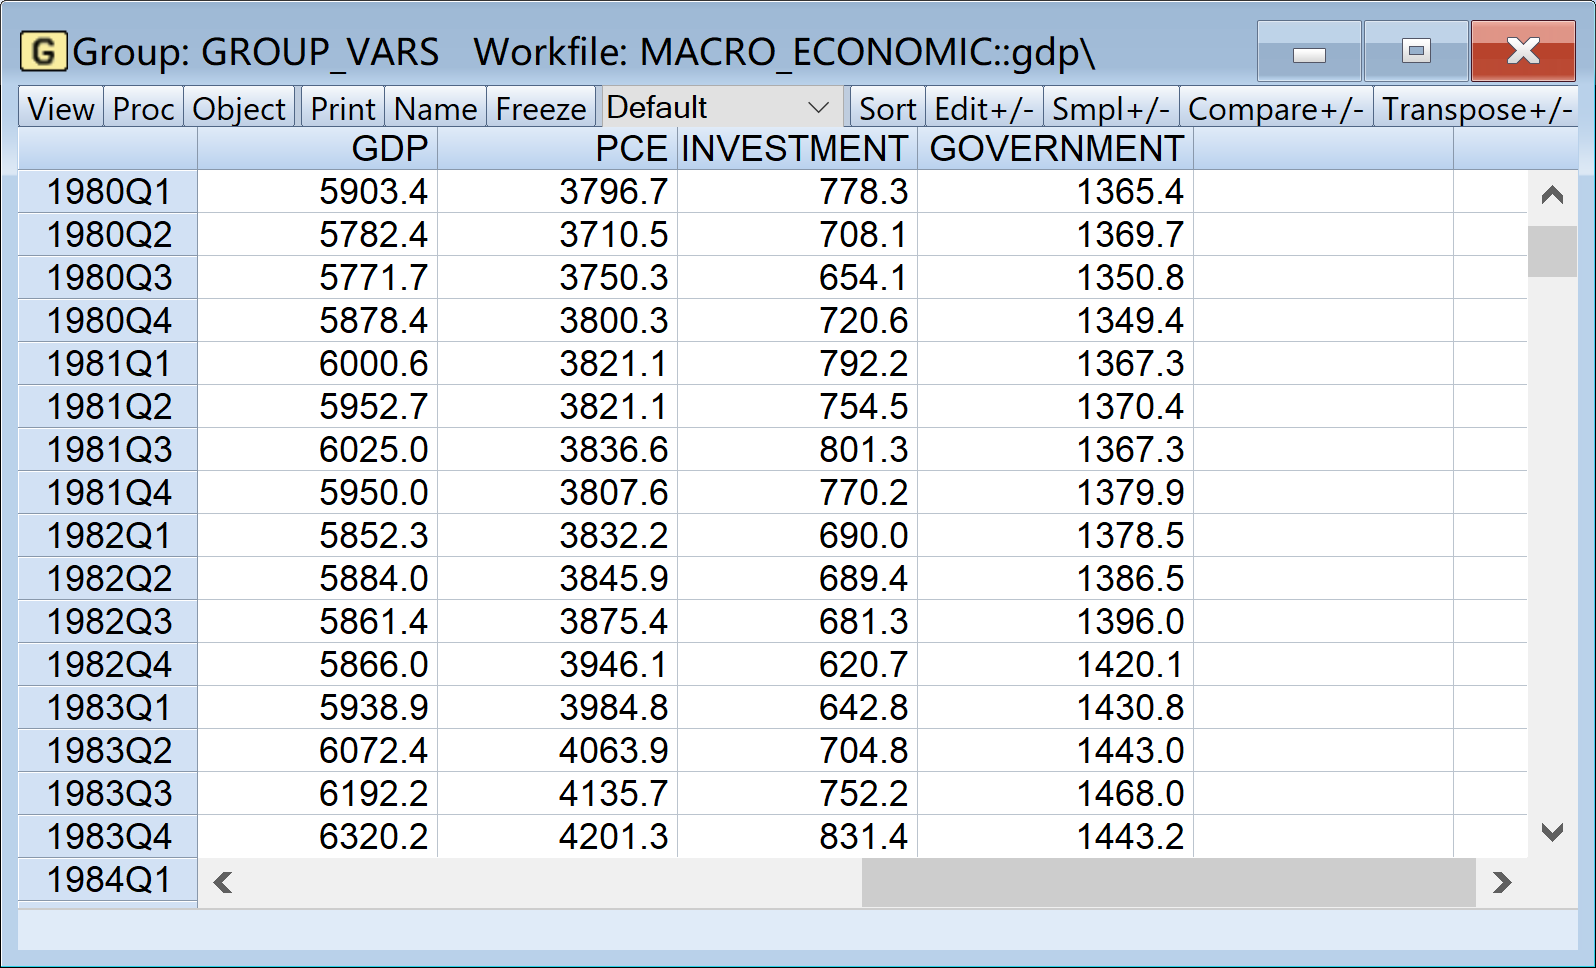 G Group: GROUP_VARS Workfile: MACRO_ECONOMIC::gdp\
View Proc Object Print Name Freeze Default Sort Edit+/- Smpl+/- Compare+/- Transpose+/-
GDP PCE INVESTMENT GOVERNMENT
1980Q1 5903.4 3796.7 778.3 1365.4
1980Q2 5782.4 3710.5 708.1 1369.7
1980Q3 5771.7 3750.3 654.1 1350.8
1980Q4 5878.4 3800.3 720.6 1349.4
1981Q1 6000.6 3821.1 792.2 1367.3
1981Q2 5952.7 3821.1 754.5 1370.4
1981Q3 6025.0 3836.6 801.3 1367.3
1981Q4 5950.0 3807.6 770.2 1379.9
1982Q1 5852.3 3832.2 690.0 1378.5
1982Q2 5884.0 3845.9 689.4 1386.5
1982Q3 5861.4 3875.4 681.3 1396.0
1982Q4 5866.0 3946.1 620.7 1420.1
1983Q1 5938.9 3984.8 642.8 1430.8
1983Q2 6072.4 4063.9 704.8 1443.0
1983Q3 6192.2 4135.7 752.2 1468.0
1983Q4 6320.2 4201.3 831.4 1443.2
1984Q1